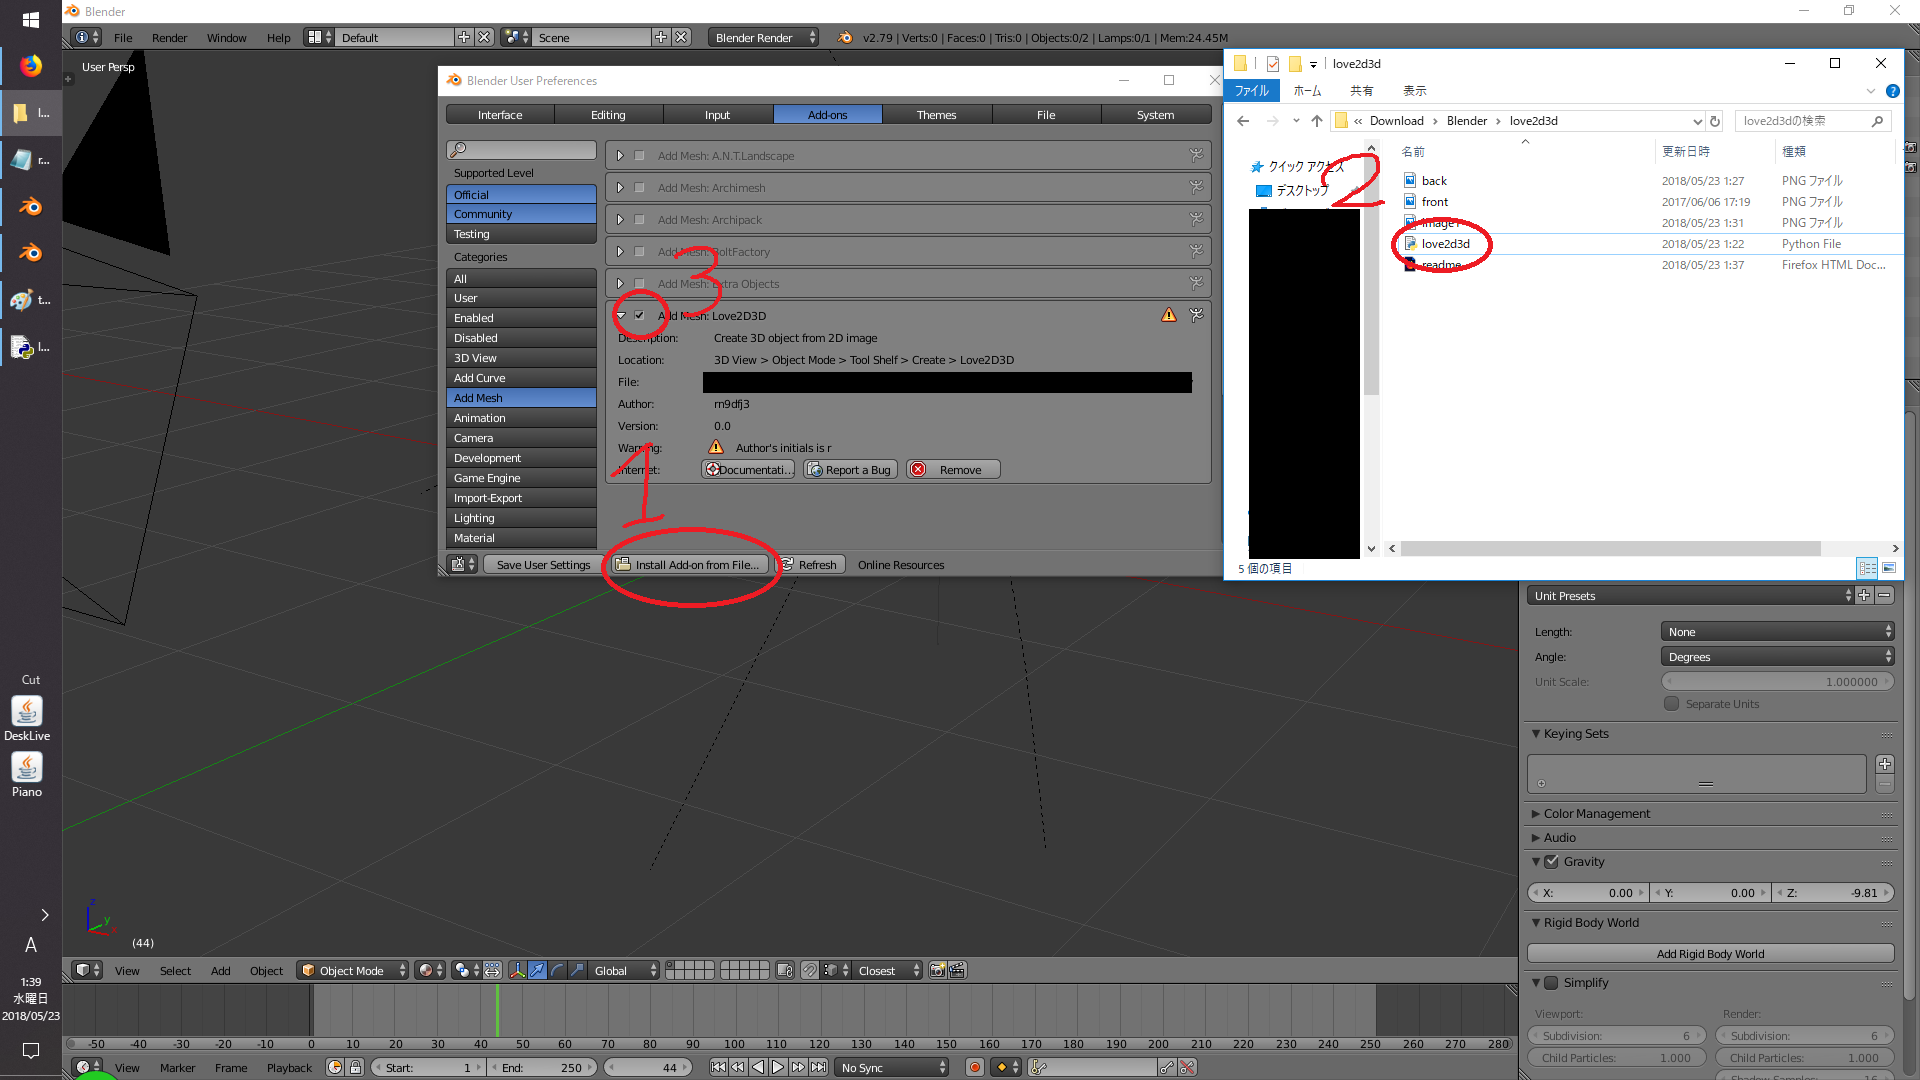 Blender
File Render Window Help Default Scene Blender Render v2.79 | Verts:0 | Faces:0 | Tris:0 | Objects:0/2 | Lamps:0/1 | Mem:24.45M
User Persp
Blender User Preferences
Interface Editing Input Add-ons Themes File System
Supported Level
Official
Community
Testing
Categories
All
User
Enabled
Disabled
3D View
Add Curve
Add Mesh
Animation
Camera
Development
Game Engine
Import-Export
Lighting
Material
Add Mesh: A.N.T.Landscape
Add Mesh: Archimesh
Add Mesh: Archipack
Add Mesh: BoltFactory
Add Mesh: Extra Objects
3
Add Mesh: Love2D3D
Description: Create 3D object from 2D image
Location: 3D View > Object Mode > Tool Shelf > Create > Love2D3D
File:
Author: rn9dfj3
Version: 0.0
Warning: Author's initials is r
Internet: Documentati... Report a Bug Remove
1
Save User Settings Install Add-on from File... Refresh Online Resources
love2d3d
ファイル ホーム 共有 表示
« Download › Blender › love2d3d love2d3dの検索
クイック アクセス
デスクトップ
2
名前 更新日時 種類
back 2018/05/23 1:27 PNG ファイル
front 2017/06/06 17:19 PNG ファイル
image1 2018/05/23 1:31 PNG ファイル
love2d3d 2018/05/23 1:22 Python File
readme 2018/05/23 1:37 Firefox HTML Doc...
5 個の項目
Unit Presets
Length: None
Angle: Degrees
Unit Scale: 1.000000
Separate Units
Keying Sets
Color Management
Audio
Gravity
X: 0.00 Y: 0.00 Z: -9.81
Rigid Body World
Add Rigid Body World
Simplify
Viewport: Render:
Subdivision: 6 Subdivision: 6
Child Particles: 1.000 Child Particles: 1.000
l...
r...
t...
l...
Cut
DeskLive
Piano
A
1:39
水曜日
2018/05/23
z
y
x
(44)
View Select Add Object Object Mode Global Closest
-50 -40 -30 -20 -10 0 10 20 30 40 50 60 70 80 90 100 110 120 130 140 150 160 170 180 190 200 210 220 230 240 250 260 270 280
View Marker Frame Playback Start: 1 End: 250 44 No Sync